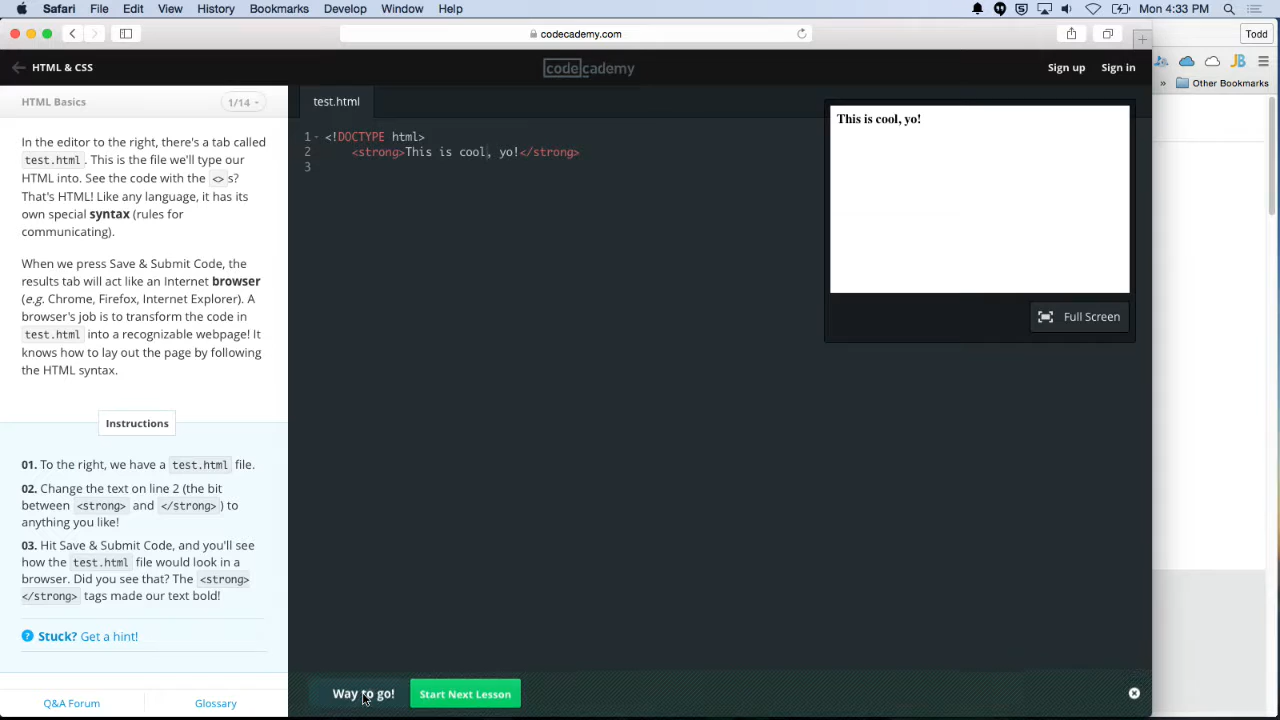 Safari File Edit View History Bookmarks Develop Window Help
Mon 4:33 PM
codecademy.com
Todd
HTML & CSS
codecademy
Sign up Sign in
JB
» Other Bookmarks
HTML Basics 1/14
test.html
In the editor to the right, there's a tab called
test.html. This is the file we'll type our
HTML into. See the code with the <>s?
That's HTML! Like any language, it has its
own special syntax (rules for
communicating).
When we press Save & Submit Code, the
results tab will act like an Internet browser
(e.g. Chrome, Firefox, Internet Explorer). A
browser's job is to transform the code in
test.html into a recognizable webpage! It
knows how to lay out the page by following
the HTML syntax.
Instructions
01. To the right, we have a test.html file.
02. Change the text on line 2 (the bit
between <strong> and </strong>) to
anything you like!
03. Hit Save & Submit Code, and you'll see
how the test.html file would look in a
browser. Did you see that? The <strong>
</strong> tags made our text bold!
? Stuck? Get a hint!
Q&A Forum Glossary
1 <!DOCTYPE html>
2 <strong>This is cool, yo!</strong>
3
This is cool, yo!
Full Screen
Way to go! Start Next Lesson